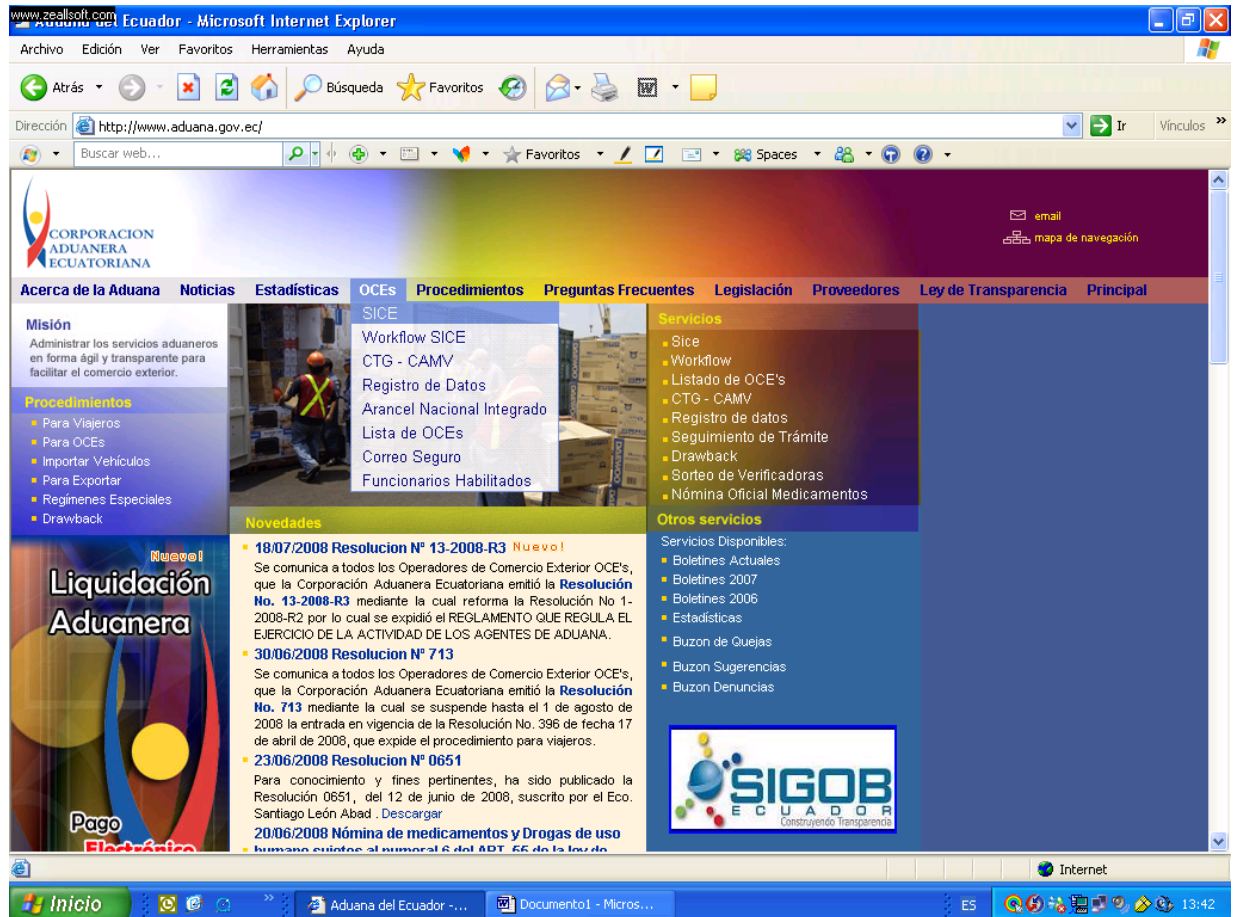 www.zeallsoft.com
Aduana del Ecuador - Microsoft Internet Explorer
Archivo Edición Ver Favoritos Herramientas Ayuda
Atrás Búsqueda Favoritos
Dirección http://www.aduana.gov.ec/ Ir Vínculos »
Buscar web... Favoritos Spaces
CORPORACION
ADUANERA
ECUATORIANA
email
mapa de navegación
Acerca de la Aduana Noticias Estadísticas OCEs Procedimientos Preguntas Frecuentes Legislación Proveedores Ley de Transparencia Principal
Misión
Administrar los servicios aduaneros
en forma ágil y transparente para
facilitar el comercio exterior.
Procedimientos
Para Viajeros
Para OCEs
Importar Vehículos
Para Exportar
Regímenes Especiales
Drawback
Nuevo!
Liquidación
Aduanera
Pago
Electrónico
SICE
Workflow SICE
CTG - CAMV
Registro de Datos
Arancel Nacional Integrado
Lista de OCEs
Correo Seguro
Funcionarios Habilitados
Novedades
18/07/2008 Resolucion Nº 13-2008-R3 Nuevo!
Se comunica a todos los Operadores de Comercio Exterior OCE's,
que la Corporación Aduanera Ecuatoriana emitió la Resolución
No. 13-2008-R3 mediante la cual reforma la Resolución No 1-
2008-R2 por lo cual se expidió el REGLAMENTO QUE REGULA EL
EJERCICIO DE LA ACTIVIDAD DE LOS AGENTES DE ADUANA.
30/06/2008 Resolucion Nº 713
Se comunica a todos los Operadores de Comercio Exterior OCE's,
que la Corporación Aduanera Ecuatoriana emitió la Resolución
No. 713 mediante la cual se suspende hasta el 1 de agosto de
2008 la entrada en vigencia de la Resolución No. 396 de fecha 17
de abril de 2008, que expide el procedimiento para viajeros.
23/06/2008 Resolucion Nº 0651
Para conocimiento y fines pertinentes, ha sido publicado la
Resolución 0651, del 12 de junio de 2008, suscrito por el Eco.
Santiago León Abad . Descargar
20/06/2008 Nómina de medicamentos y Drogas de uso
humano sujetos al numeral 6 del ART. 55 de la ley de
Servicios
Sice
Workflow
Listado de OCE's
CTG - CAMV
Registro de datos
Seguimiento de Trámite
Drawback
Sorteo de Verificadoras
Nómina Oficial Medicamentos
Otros servicios
Servicios Disponibles:
Boletines Actuales
Boletines 2007
Boletines 2006
Estadísticas
Buzon de Quejas
Buzon Sugerencias
Buzon Denuncias
SIGOB
ECUADOR
Construyendo Transparencia
Internet
Inicio » Aduana del Ecuador -... Documento1 - Micros... ES 13:42